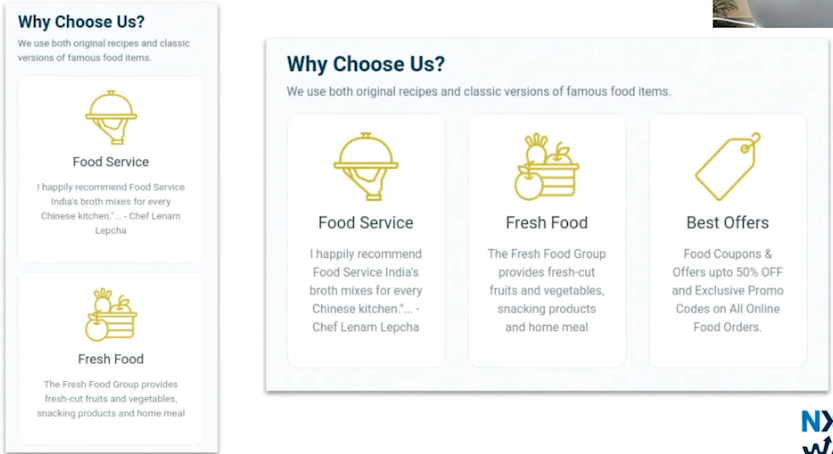 Why Choose Us?
We use both original recipes and classic
versions of famous food items.
Food Service
I happily recommend Food Service
India's broth mixes for every
Chinese kitchen."... - Chef Lenam
Lepcha
Fresh Food
The Fresh Food Group provides
fresh-cut fruits and vegetables,
snacking products and home meal
Why Choose Us?
We use both original recipes and classic versions of famous food items.
Food Service
I happily recommend
Food Service India's
broth mixes for every
Chinese kitchen."... -
Chef Lenam Lepcha
Fresh Food
The Fresh Food Group
provides fresh-cut
fruits and vegetables,
snacking products
and home meal
Best Offers
Food Coupons &
Offers upto 50% OFF
and Exclusive Promo
Codes on All Online
Food Orders.